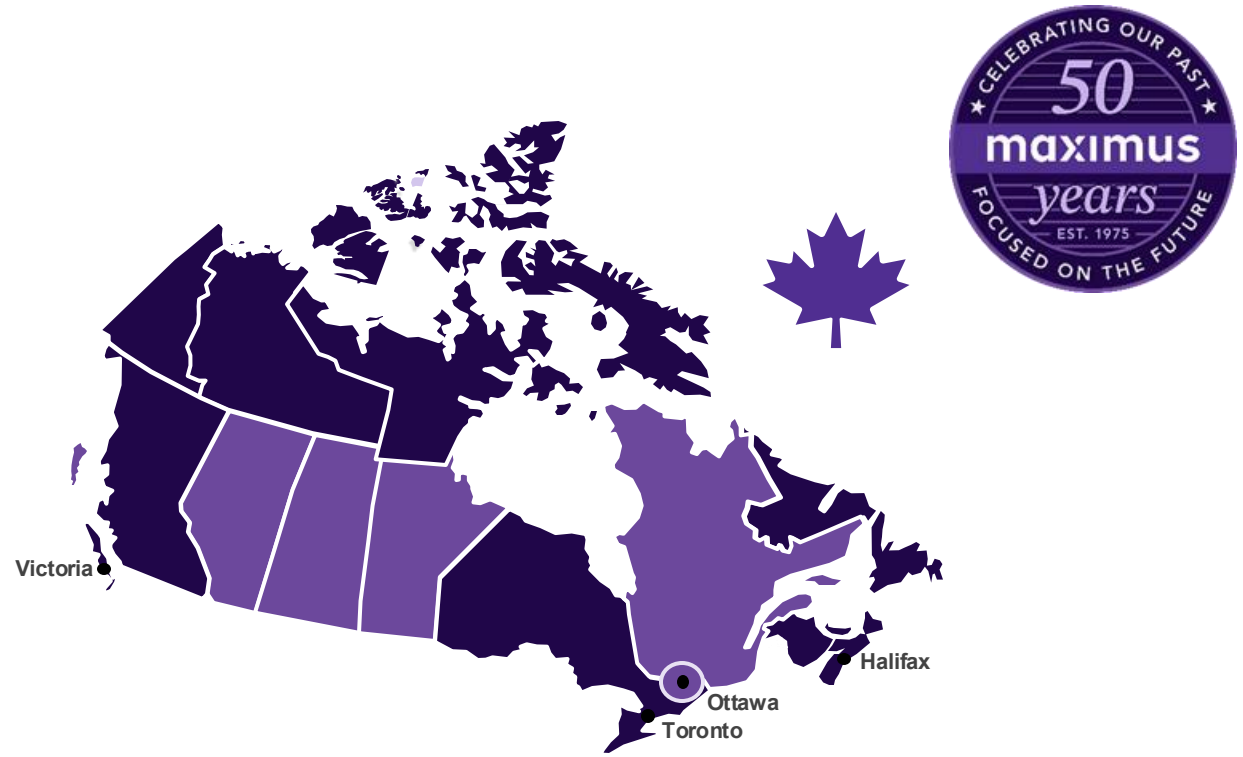 CELEBRATING OUR PAST
50
maximus
years
EST. 1975
FOCUSED ON THE FUTURE
Victoria
Halifax
Ottawa
Toronto